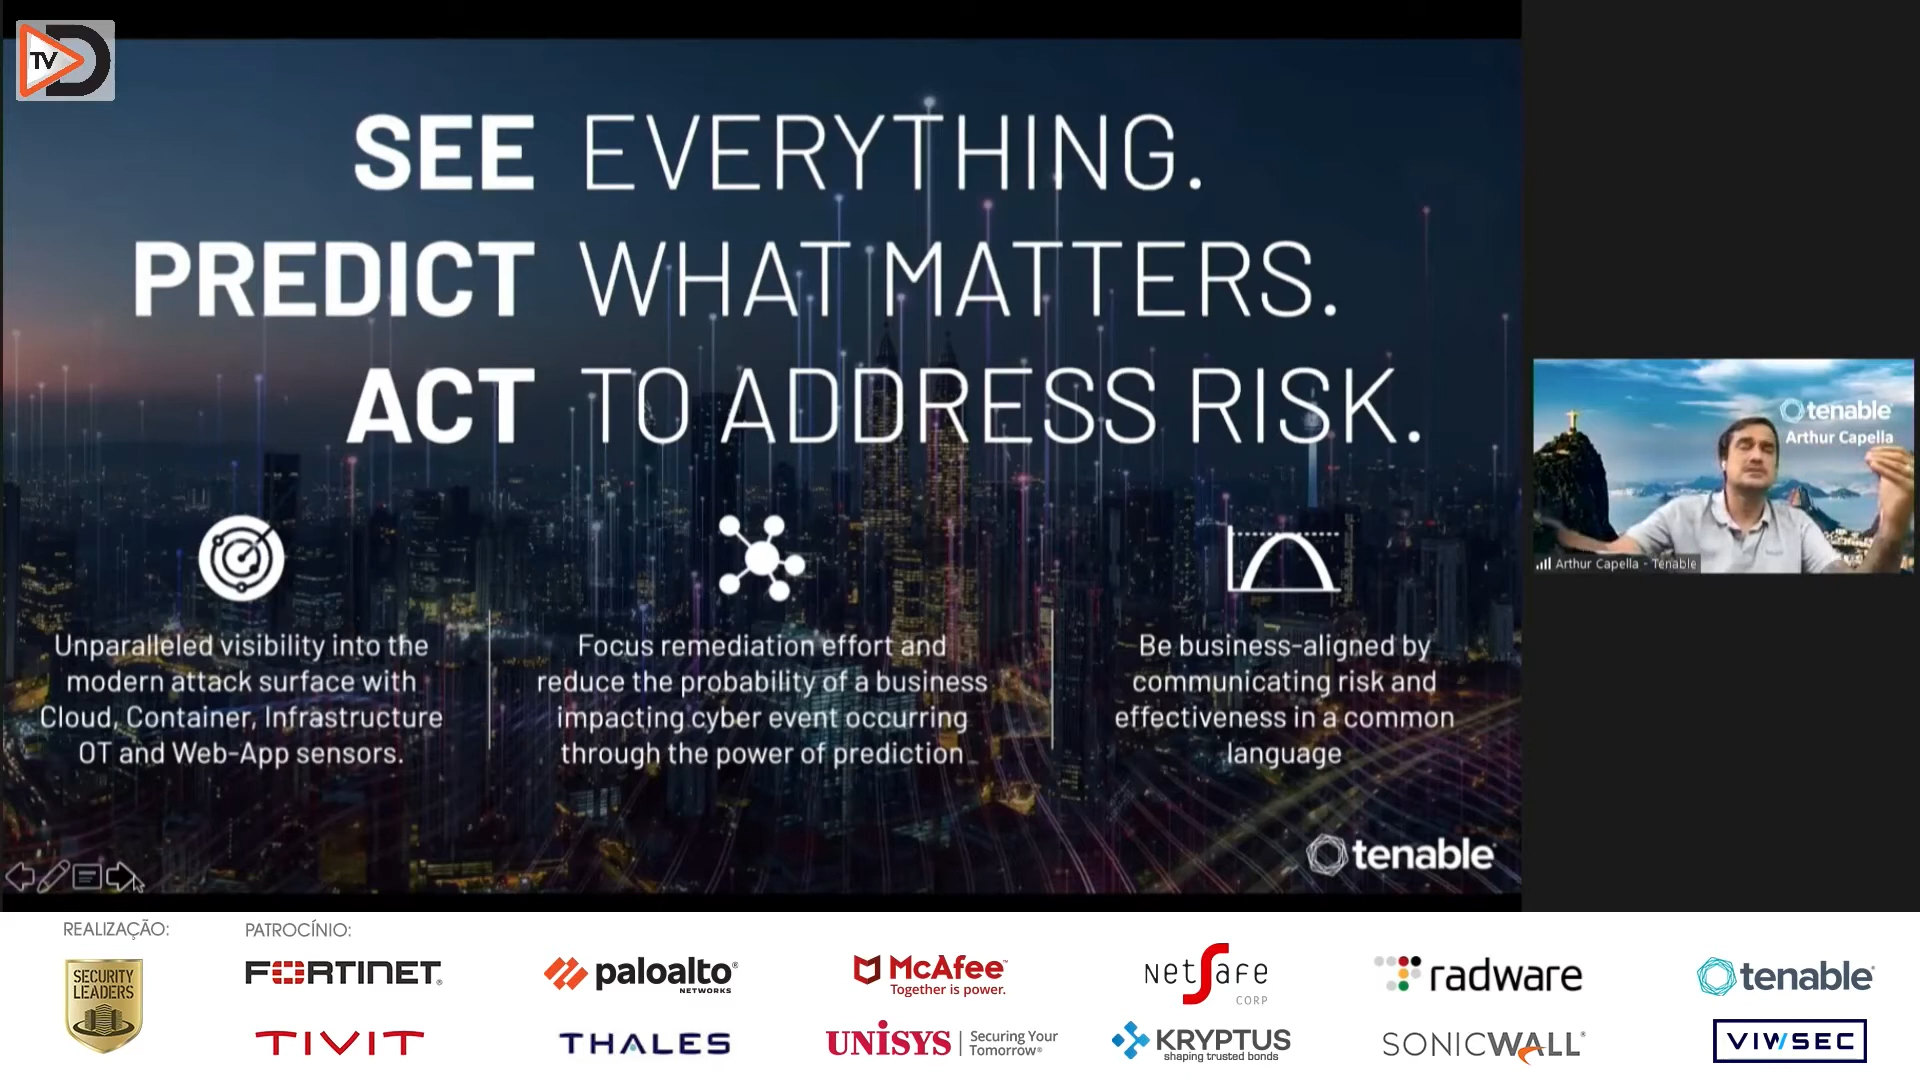 TV D
SEE EVERYTHING.
PREDICT WHAT MATTERS.
ACT TO ADDRESS RISK.
Unparalleled visibility into the
modern attack surface with
Cloud, Container, Infrastructure
OT and Web-App sensors.
Focus remediation effort and
reduce the probability of a business
impacting cyber event occurring
through the power of prediction
Be business-aligned by
communicating risk and
effectiveness in a common
language
tenable
tenable
Arthur Capella
Arthur Capella - Tenable
REALIZAÇÃO:
SECURITY
LEADERS
PATROCÍNIO:
FORTINET®
paloalto®
NETWORKS
McAfee™
Together is power.
NetSafe
CORP
radware
tenable®
TIVIT
THALES
UNISYS | Securing Your
Tomorrow®
KRYPTUS
shaping trusted bonds
SONICWALL®
VIWSEC